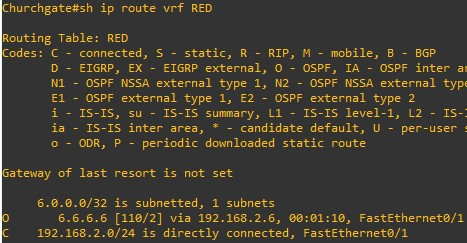 Churchgate#sh ip route vrf RED
Routing Table: RED
Codes: C - connected, S - static, R - RIP, M - mobile, B - BGP
D - EIGRP, EX - EIGRP external, O - OSPF, IA - OSPF inter
N1 - OSPF NSSA external type 1, N2 - OSPF NSSA external
E1 - OSPF external type 1, E2 - OSPF external type 2
i - IS-IS, su - IS-IS summary, L1 - IS-IS level-1, L2 - IS-
ia - IS-IS inter area, * - candidate default, U - per-user
o - ODR, P - periodic downloaded static route
Gateway of last resort is not set
6.0.0.0/32 is subnetted, 1 subnets
O 6.6.6.6 [110/2] via 192.168.2.6, 00:01:10, FastEthernet0/1
C 192.168.2.0/24 is directly connected, FastEthernet0/1